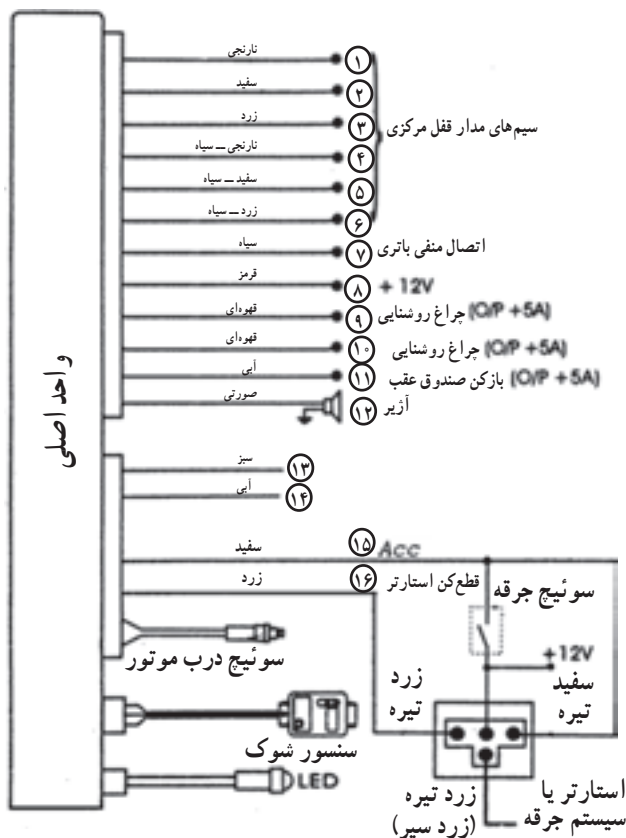 نارنجی ۱
سفید ۲
زرد ۳
سیم‌های مدار قفل مرکزی
نارنجی ــ سیاه ۴
سفید ــ سیاه ۵
زرد ــ سیاه ۶
سیاه ۷ اتصال منفی باتری
قرمز ۸ + 12V
قهوه‌ای ۹ چراغ روشنایی (O/P +5A)
قهوه‌ای ۱۰ چراغ روشنایی (O/P +5A)
آبی ۱۱ بازکن صندوق عقب (O/P +5A)
صورتی ۱۲ آژیر
واحد اصلی
سبز ۱۳
آبی ۱۴
سفید ۱۵ Acc
زرد ۱۶ قطع‌کن استارتر
سوئیچ جرقه
+12V
سوئیچ درب موتور
زرد
تیره
سفید
تیره
سنسور شوک
LED
زرد تیره
(زرد سیر)
استارتر یا
سیستم جرقه